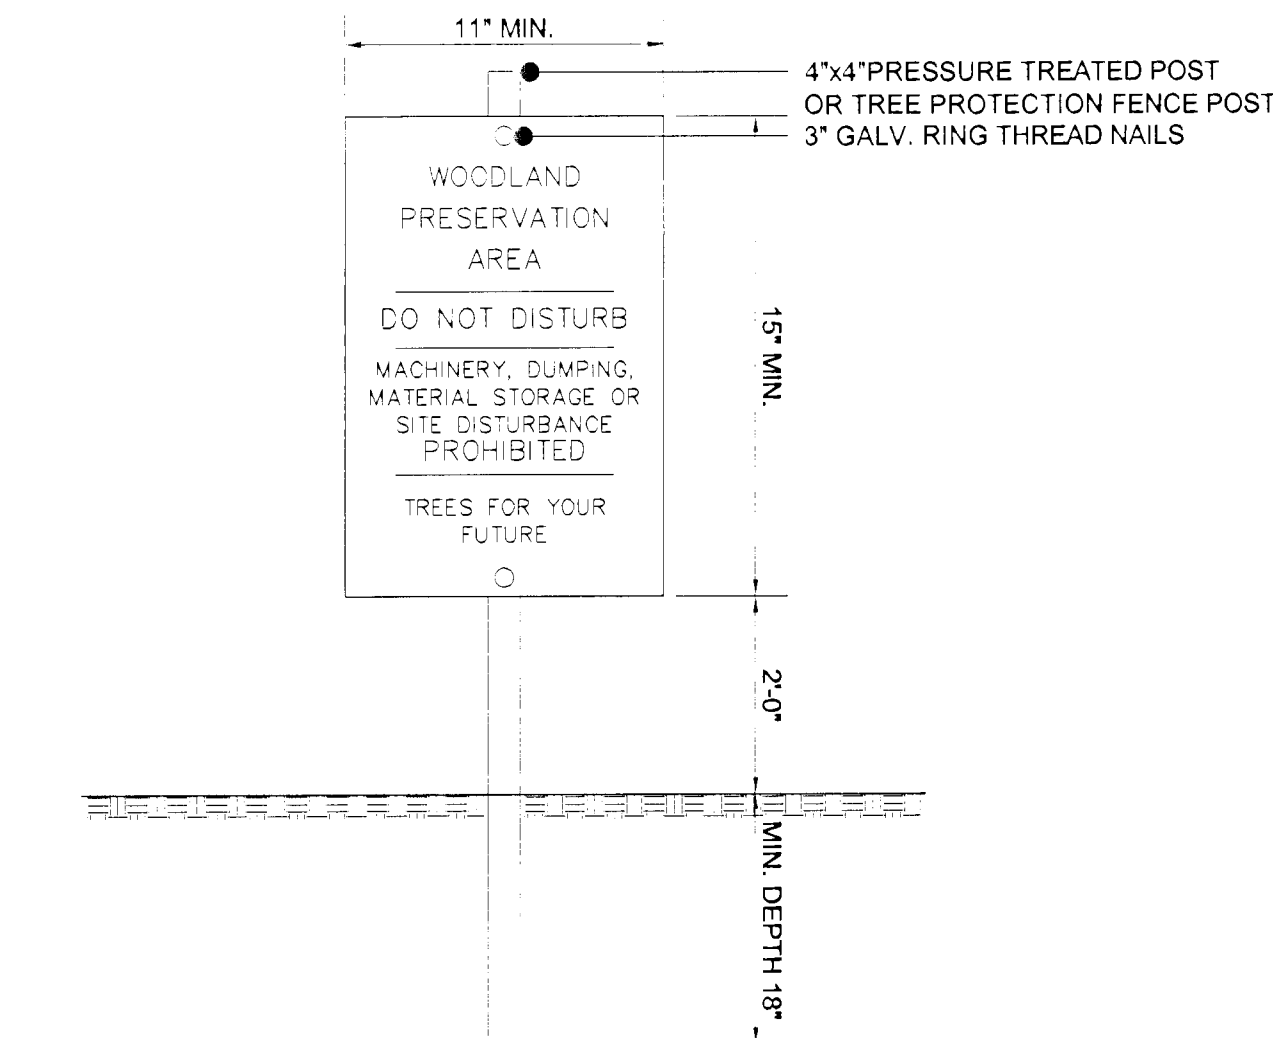 11" MIN.
4"x4"PRESSURE TREATED POST
OR TREE PROTECTION FENCE POST
3" GALV. RING THREAD NAILS
WOODLAND
PRESERVATION
AREA
DO NOT DISTURB
MACHINERY, DUMPING,
MATERIAL STORAGE OR
SITE DISTURBANCE
PROHIBITED
TREES FOR YOUR
FUTURE
15" MIN.
2'-0"
MIN. DEPTH 18"